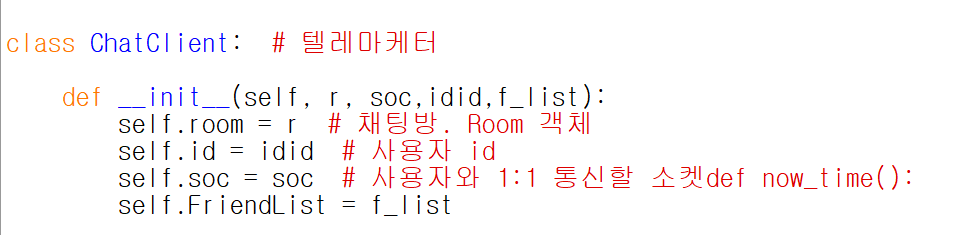 class ChatClient:  # 텔레마케터
    def __init__(self, r, soc,idid,f_list):
        self.room = r  # 채팅방. Room 객체
        self.id = idid  # 사용자 id
        self.soc = soc  # 사용자와 1:1 통신할 소켓def now_time():
        self.FriendList = f_list